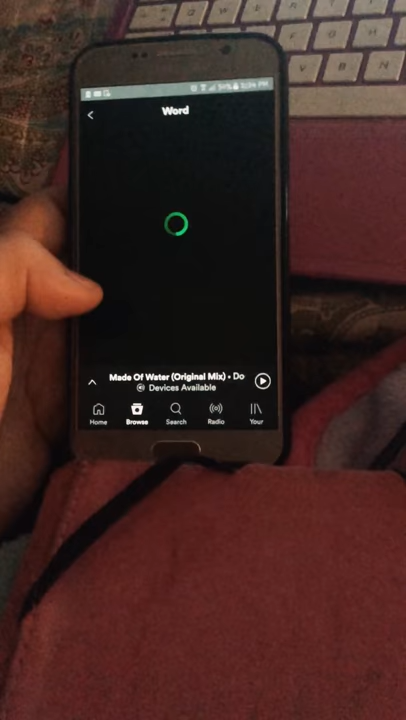 Word
Made Of Water (Original Mix) • Do
Devices Available
Home Browse Search Radio Your